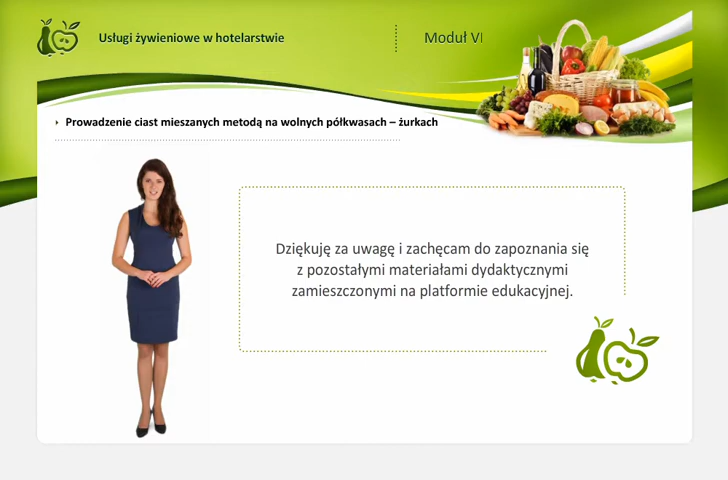 Usługi żywieniowe w hotelarstwie
Moduł VI
Prowadzenie ciast mieszanych metodą na wolnych półkwasach – żurkach
Dziękuję za uwagę i zachęcam do zapoznania się
z pozostałymi materiałami dydaktycznymi
zamieszczonymi na platformie edukacyjnej.